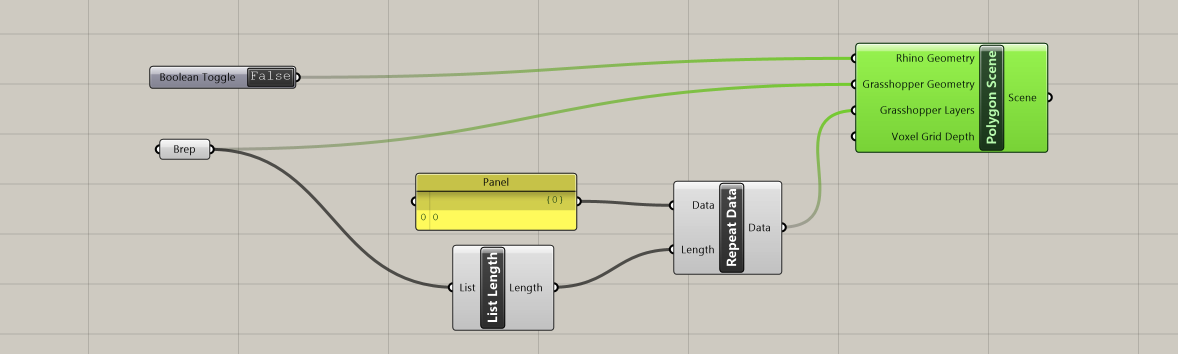 Boolean Toggle False
Brep
Panel
{0}
0 0
List
List Length
Length
Data
Length
Repeat Data
Data
Rhino Geometry
Grasshopper Geometry
Grasshopper Layers
Voxel Grid Depth
Polygon Scene
Scene